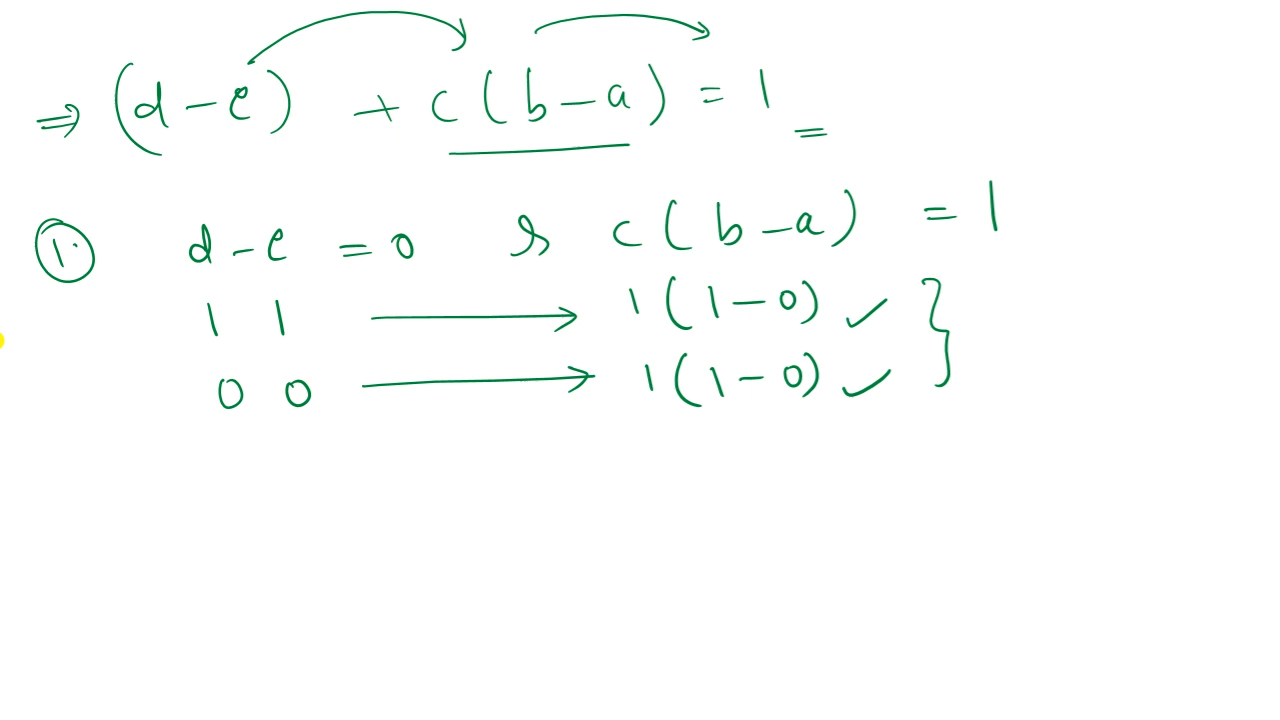 ⇒ (d - e) + c(b - a) = 1
1. d - e = 0 & c(b - a) = 1
1 1 ⟶ 1(1 - 0) ✓
0 0 ⟶ 1(1 - 0) ✓